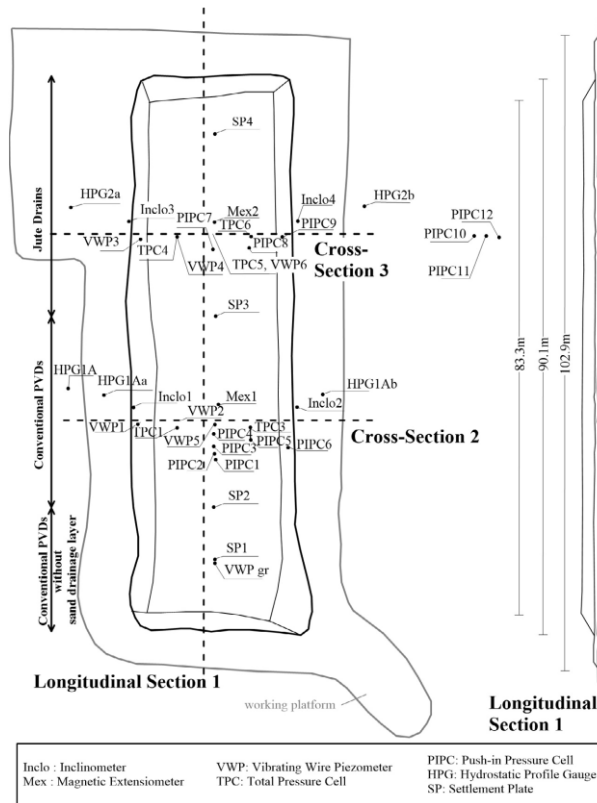 SP4
HPG2a
HPG2b
Inclo3
Inclo4
PIPC7
Mex2
TPC6
PIPC9
PIPC12
PIPC10
VWP3
TPC4
PIPC8
VWP4
TPC5, VWP6
PIPC11
Cross-
Section 3
Jute Drains
SP3
83.3m
90.1m
102.9m
HPG1A
HPG1Aa
HPG1Ab
Inclo1
Mex1
Inclo2
VWP2
VWP1
TPC1
TPC3
VWP5
PIPC4
PIPC5
PIPC6
PIPC3
PIPC2
PIPC1
Cross-Section 2
Conventional PVDs
SP2
SP1
VWP gr
Conventional PVDs
without
sand drainage layer
Longitudinal Section 1
working platform
Longitudinal
Section 1
Inclo : Inclinometer
Mex : Magnetic Extensiometer
VWP: Vibrating Wire Piezometer
TPC: Total Pressure Cell
PIPC: Push-in Pressure Cell
HPG: Hydrostatic Profile Gauge
SP: Settlement Plate